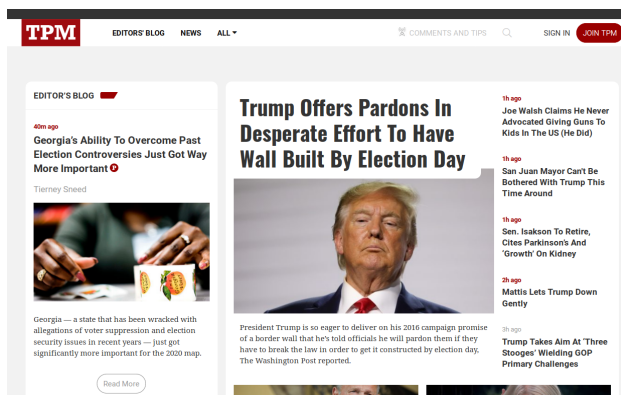 TPM
EDITORS' BLOG
NEWS
ALL
COMMENTS AND TIPS
SIGN IN
JOIN TPM
EDITOR'S BLOG
40m ago
Georgia's Ability To Overcome Past
Election Controversies Just Got Way
More Important
P
Tierney Sneed
Georgia — a state that has been wracked with
allegations of voter suppression and election
security issues in recent years — just got
significantly more important for the 2020 map.
Read More
Trump Offers Pardons In
Desperate Effort To Have
Wall Built By Election Day
President Trump is so eager to deliver on his 2016 campaign promise
of a border wall that he's told officials he will pardon them if they
have to break the law in order to get it constructed by election day,
The Washington Post reported.
1h ago
Joe Walsh Claims He Never
Advocated Giving Guns To
Kids In The US (He Did)
1h ago
San Juan Mayor Can't Be
Bothered With Trump This
Time Around
1h ago
Sen. Isakson To Retire,
Cites Parkinson's And
'Growth' On Kidney
2h ago
Mattis Lets Trump Down
Gently
3h ago
Trump Takes Aim At 'Three
Stooges' Wielding GOP
Primary Challenges